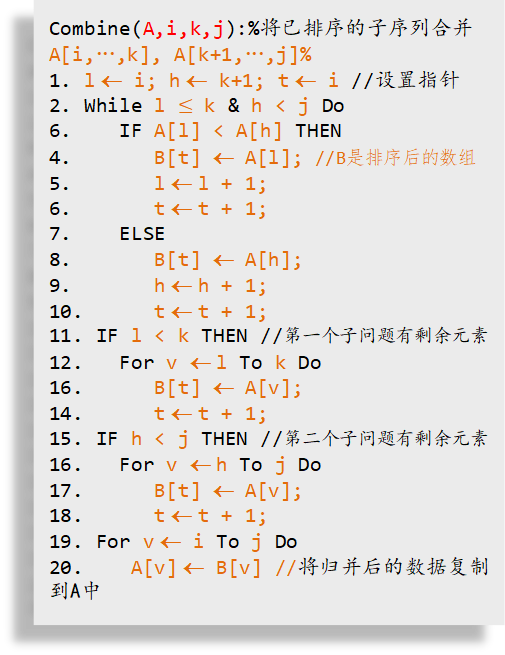 Combine(A,i,k,j):%将已排序的子序列合并
A[i,⋯,k], A[k+1,⋯,j]%
1. l← i; h← k+1; t← i //设置指针
2. While l ≤ k & h < j Do
6. IF A[l] < A[h] THEN
4. B[t] ← A[l]; //B是排序后的数组
5. l←l + 1;
6. t←t + 1;
7. ELSE
8. B[t] ← A[h];
9. h←h + 1;
10. t←t + 1;
11. IF l < k THEN //第一个子问题有剩余元素
12. For v ←l To k Do
16. B[t] ← A[v];
14. t←t + 1;
15. IF h < j THEN //第二个子问题有剩余元素
16. For v ←h To j Do
17. B[t] ← A[v];
18. t←t + 1;
19. For v← i To j Do
20. A[v]← B[v] //将归并后的数据复制
到A中